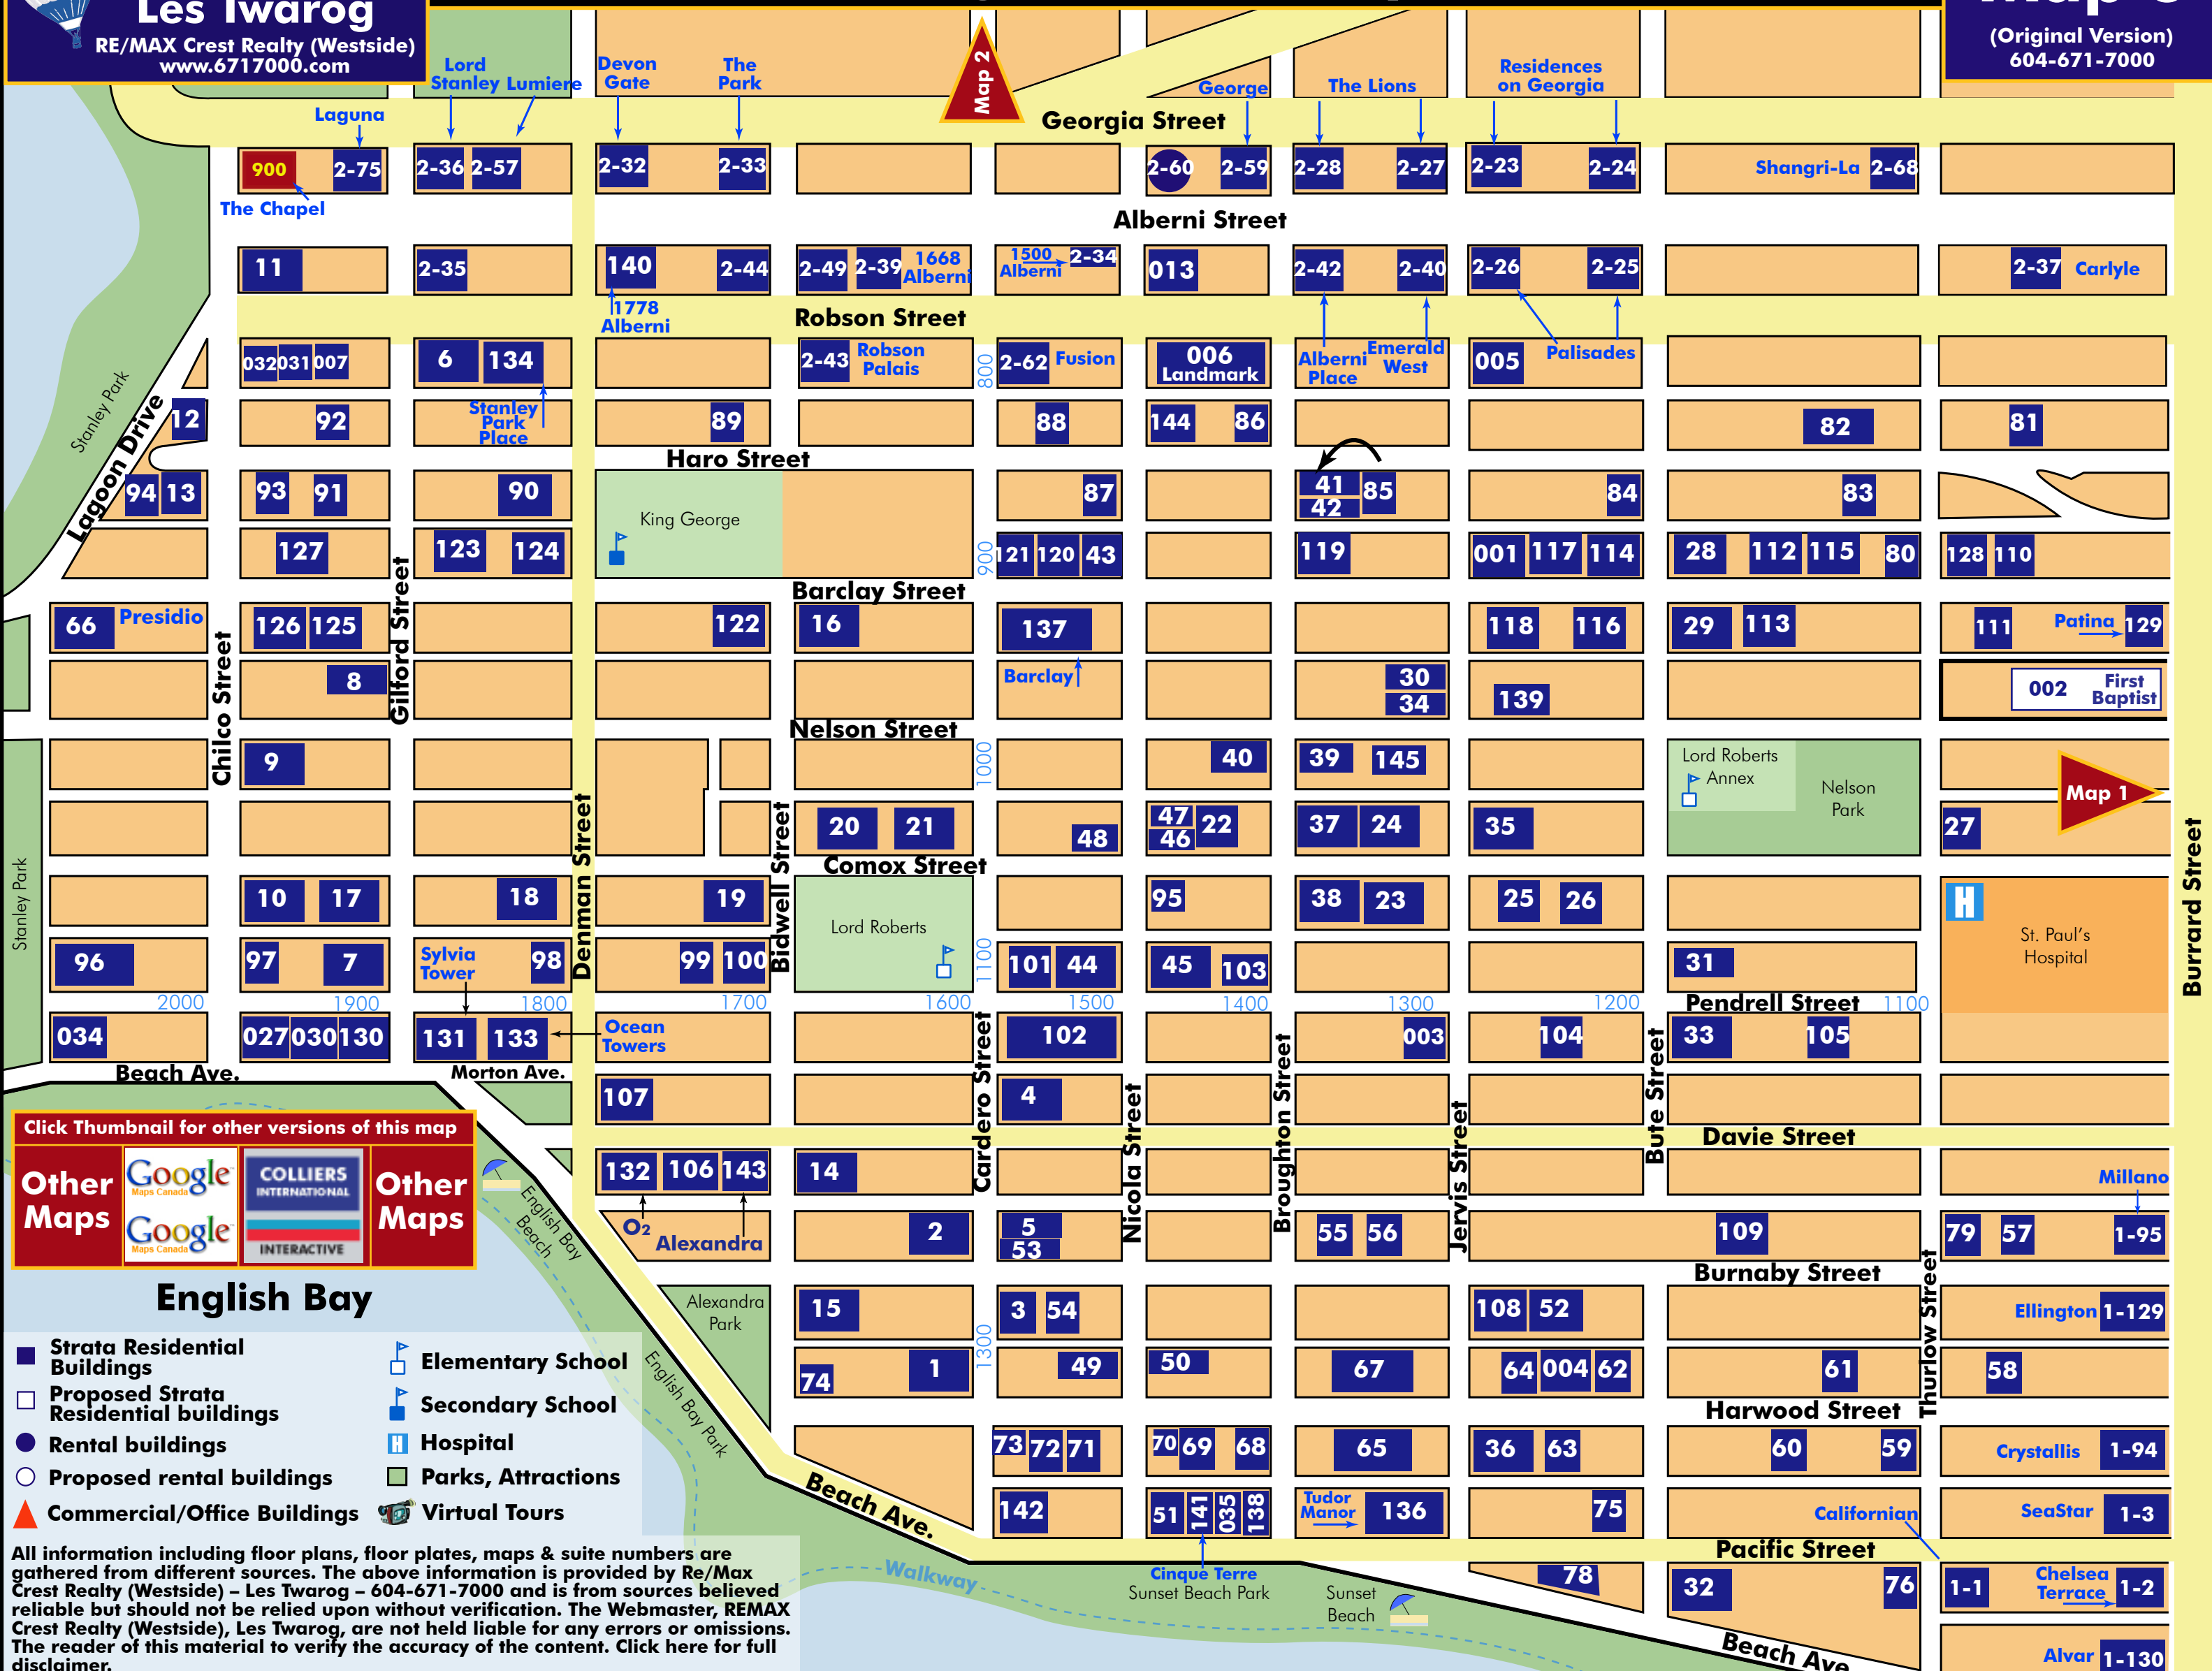 Les Twarog
RE/MAX Crest Realty (Westside)
www.6717000.com
(Original Version)
604-671-7000
Map 2
Lord
Stanley
Lumiere
Devon
Gate
The
Park
George
The Lions
Residences
on Georgia
Laguna
Georgia Street
900
2-75
2-36
2-57
2-32
2-33
2-60
2-59
2-28
2-27
2-23
2-24
Shangri-La
2-68
The Chapel
Alberni Street
11
2-35
140
2-44
2-49
2-39
1668
Alberni
1500
Alberni
2-34
013
2-42
2-40
2-26
2-25
2-37
Carlyle
1778
Alberni
Robson Street
032
031
007
6
134
2-43
Robson
Palais
800
2-62
Fusion
006
Landmark
Alberni
Place
Emerald
West
005
Palisades
Stanley Park
Lagoon Drive
12
92
Stanley
Park
Place
89
88
144
86
82
81
Haro Street
94
13
93
91
90
King George
87
41
42
85
84
83
127
123
124
900
121
120
43
119
001
117
114
28
112
115
80
128
110
Barclay Street
66
Presidio
126
125
122
16
137
118
116
29
113
111
Patina
129
Chilco Street
Gilford Street
8
Barclay
30
34
139
002
First
Baptist
Nelson Street
9
1000
40
39
145
Lord Roberts
Annex
Nelson
Park
Map 1
20
21
48
47
46
22
37
24
35
27
Denman Street
Bidwell Street
Comox Street
Burrard Street
Stanley Park
10
17
18
19
Lord Roberts
95
38
23
25
26
H
St. Paul's
Hospital
96
97
7
Sylvia
Tower
98
99
100
1100
101
44
45
103
31
2000
1900
1800
1700
1600
1500
1400
1300
1200
Pendrell Street
1100
034
027
030
130
131
133
Ocean
Towers
102
003
104
33
105
Beach Ave.
Morton Ave.
107
Cardero Street
4
Nicola Street
Broughton Street
Jervis Street
Bute Street
Davie Street
Click Thumbnail for other versions of this map
Other
Maps
Google
Maps Canada
Google
Maps Canada
COLLIERS
INTERNATIONAL
INTERACTIVE
Other
Maps
English Bay
Beach
132
106
143
14
Millano
O2
Alexandra
2
5
53
55
56
109
79
57
1-95
Burnaby Street
Thurlow Street
English Bay
Alexandra
Park
15
3
54
108
52
Ellington
1-129
1300
English Bay Park
74
1
49
50
67
64
004
62
61
58
Harwood Street
73
72
71
70
69
68
65
36
63
60
59
Crystallis
1-94
Beach Ave.
142
51
141
035
138
Tudor
Manor
136
75
Californian
SeaStar
1-3
Pacific Street
Walkway
Cinque Terre
Sunset Beach Park
Sunset
Beach
78
32
76
1-1
Chelsea
Terrace
1-2
Beach Ave
Alvar
1-130
Strata Residential
Buildings
Proposed Strata
Residential buildings
Rental buildings
Proposed rental buildings
Commercial/Office Buildings
Elementary School
Secondary School
H
Hospital
Parks, Attractions
Virtual Tours
All information including floor plans, floor plates, maps & suite numbers are
gathered from different sources. The above information is provided by Re/Max
Crest Realty (Westside) – Les Twarog – 604-671-7000 and is from sources believed
reliable but should not be relied upon without verification. The Webmaster, REMAX
Crest Realty (Westside), Les Twarog, are not held liable for any errors or omissions.
The reader of this material to verify the accuracy of the content. Click here for full
disclaimer.